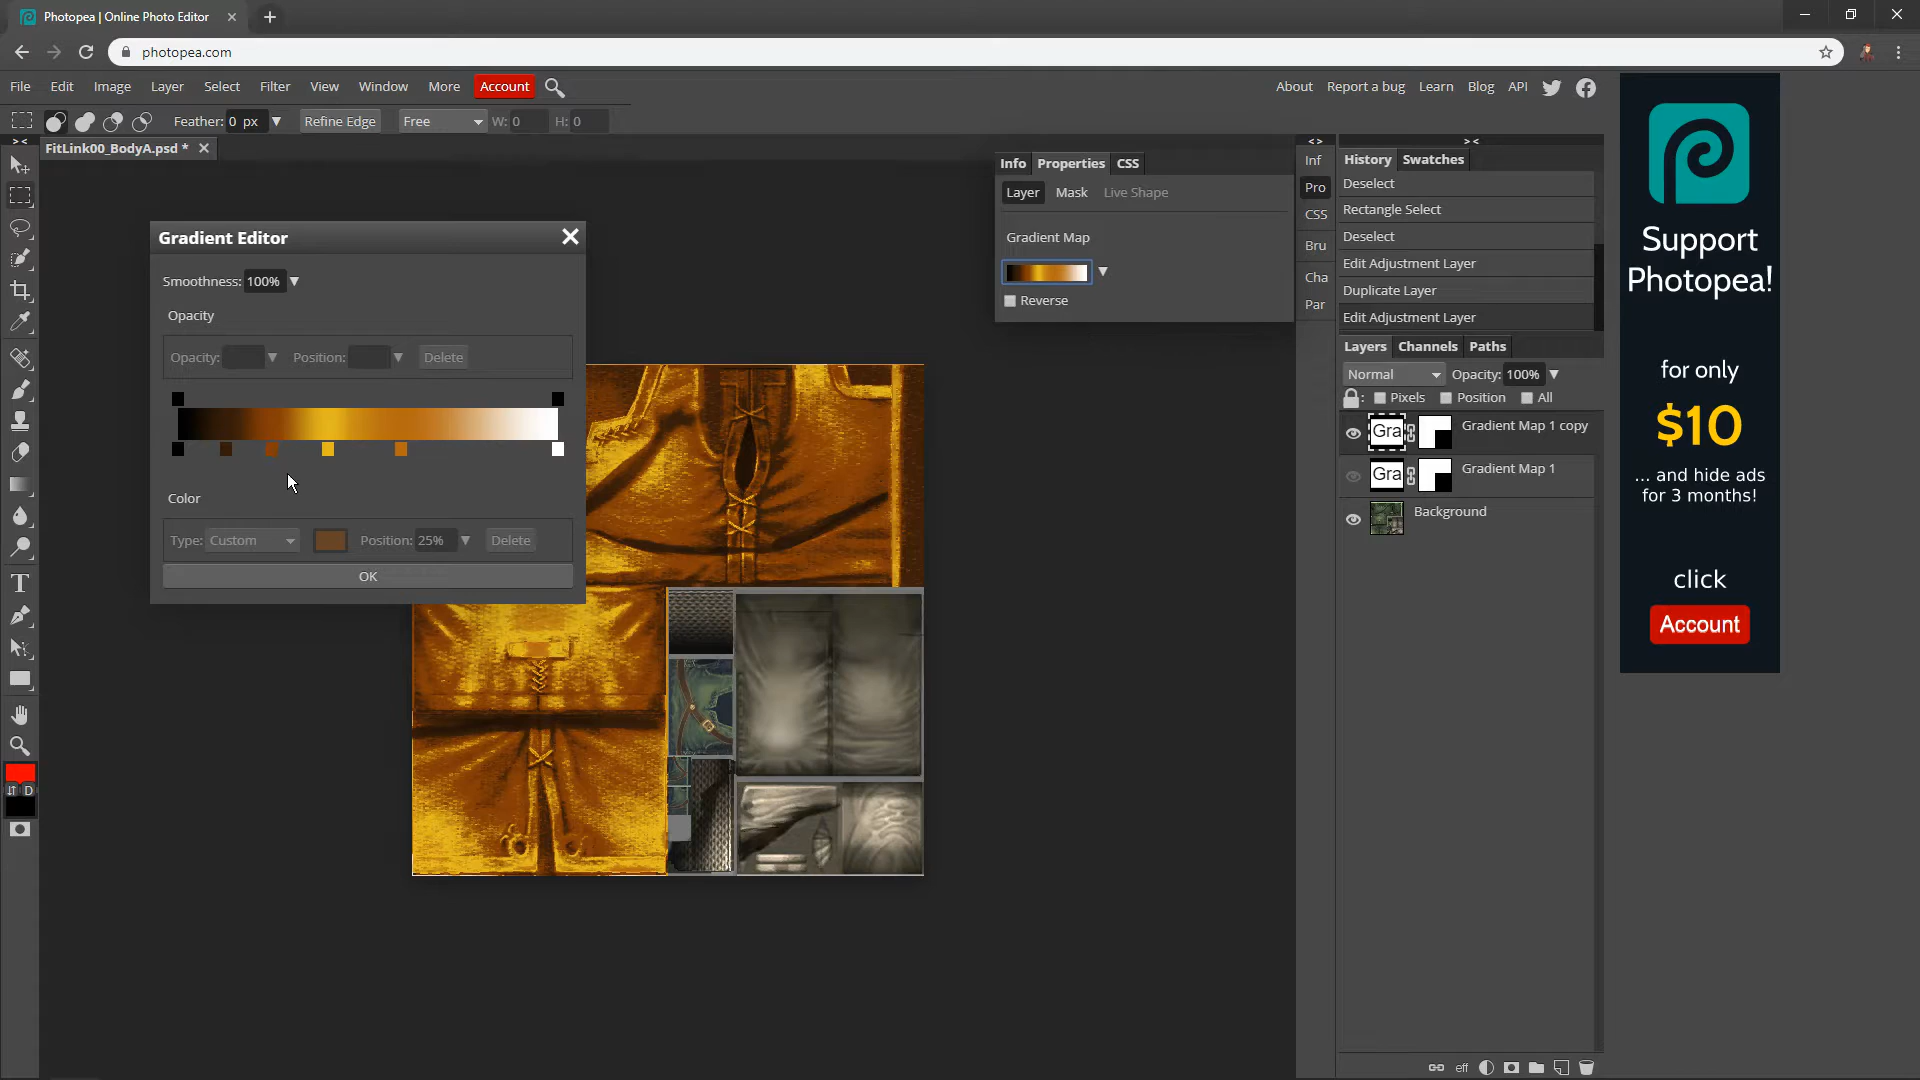 Photopea | Online Photo Editor
photopea.com
File Edit Image Layer Select Filter View Window More Account
About Report a bug Learn Blog API
Feather: 0 px Refine Edge Free W: 0 H: 0
FitLink00_BodyA.psd *
Gradient Editor
Smoothness: 100%
Opacity
Opacity: Position: Delete
Color
Type: Custom Position: 25% Delete
OK
T
D
Info Properties CSS
Layer Mask Live Shape
Gradient Map
Reverse
> <
< >
> <
Inf
Pro
CSS
Bru
Cha
Par
History Swatches
Deselect
Rectangle Select
Deselect
Edit Adjustment Layer
Duplicate Layer
Edit Adjustment Layer
Layers Channels Paths
Normal Opacity: 100%
: Pixels Position All
Gra Gradient Map 1 copy
Gra Gradient Map 1
Background
eff
Support
Photopea!
for only
$10
... and hide ads
for 3 months!
click
Account